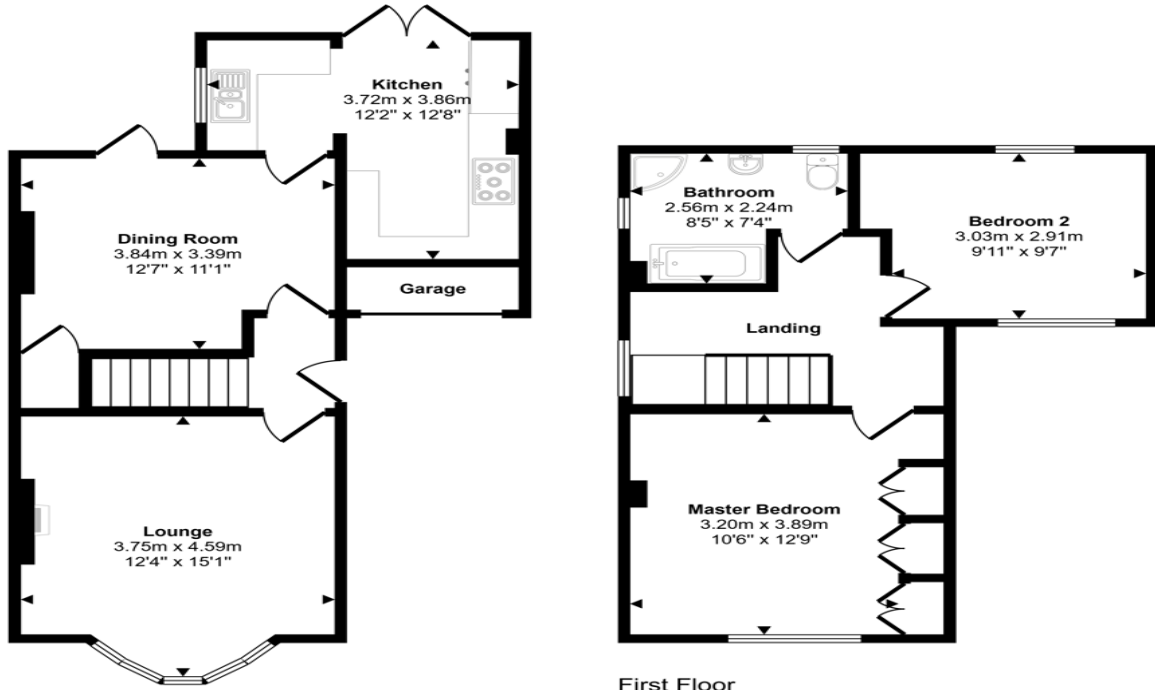 Kitchen
3.72m x 3.86m
12'2" x 12'8"
Dining Room
3.84m x 3.39m
12'7" x 11'1"
Garage
Lounge
3.75m x 4.59m
12'4" x 15'1"
Bathroom
2.56m x 2.24m
8'5" x 7'4"
Bedroom 2
3.03m x 2.91m
9'11" x 9'7"
Landing
Master Bedroom
3.20m x 3.89m
10'6" x 12'9"
First Floor